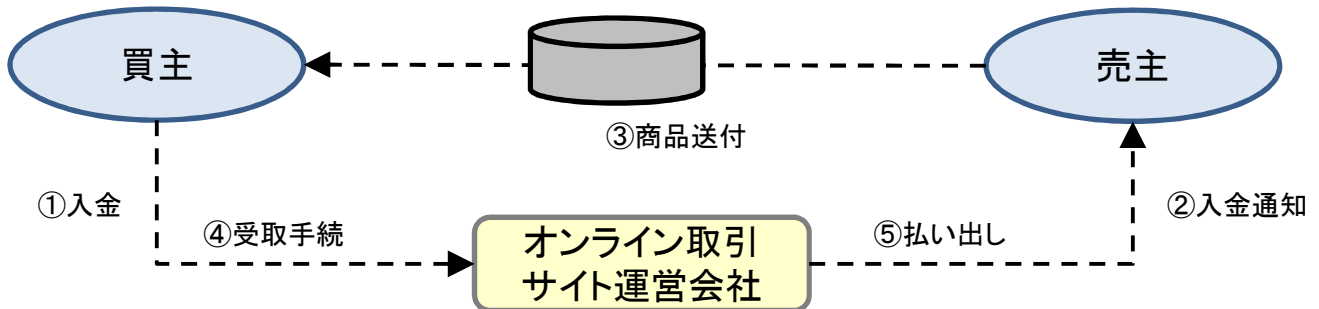 買主
売主
③商品送付
①入金
②入金通知
④受取手続
⑤払い出し
オンライン取引
サイト運営会社